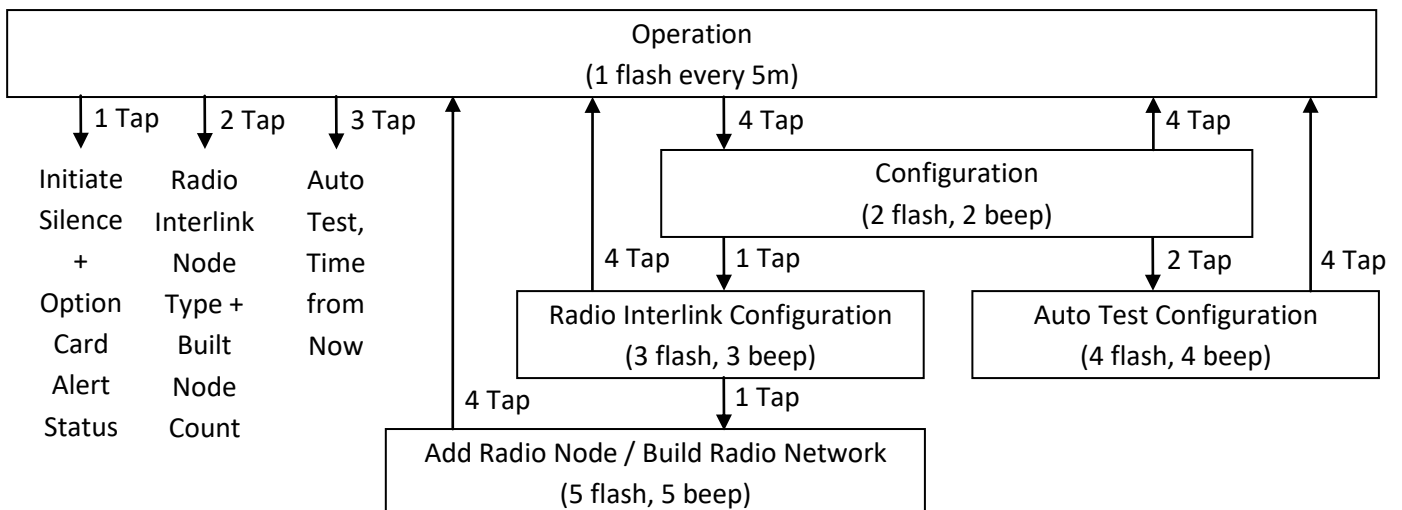 Operation
(1 flash every 5m)
1 Tap
2 Tap
3 Tap
4 Tap
4 Tap
Initiate
Silence
+
Option
Card
Alert
Status
Radio
Interlink
Node
Type +
Built
Node
Count
Auto
Test,
Time
from
Now
Configuration
(2 flash, 2 beep)
4 Tap
1 Tap
2 Tap
4 Tap
Radio Interlink Configuration
(3 flash, 3 beep)
Auto Test Configuration
(4 flash, 4 beep)
4 Tap
1 Tap
Add Radio Node / Build Radio Network
(5 flash, 5 beep)